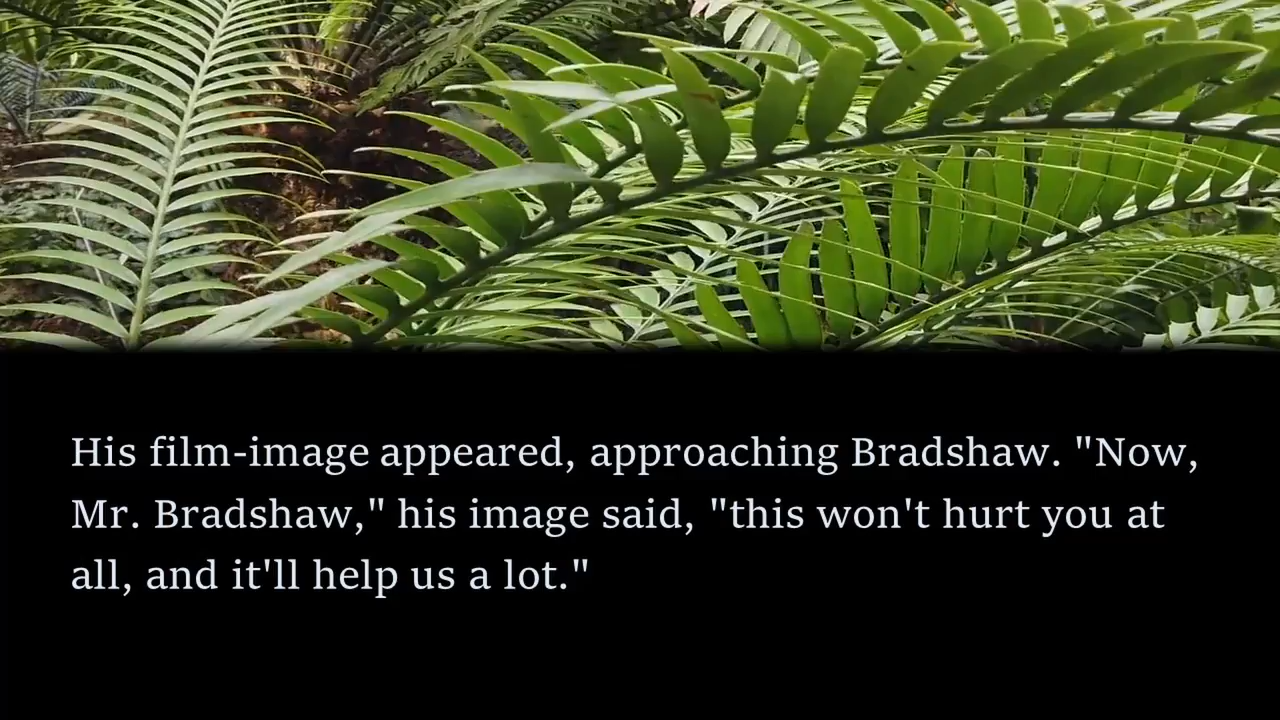 His film-image appeared, approaching Bradshaw. "Now,
Mr. Bradshaw," his image said, "this won't hurt you at
all, and it'll help us a lot."